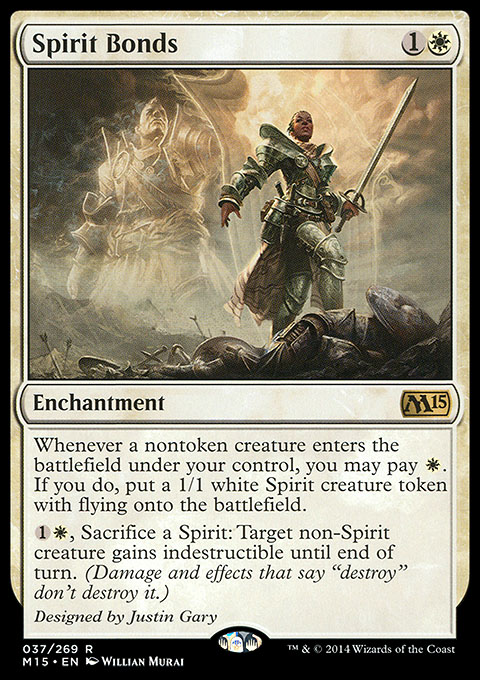 Spirit Bonds 1
Enchantment M15
Whenever a nontoken creature enters the
battlefield under your control, you may pay .
If you do, put a 1/1 white Spirit creature token
with flying onto the battlefield.
1 , Sacrifice a Spirit: Target non-Spirit
creature gains indestructible until end of
turn. (Damage and effects that say “destroy”
don’t destroy it.)
Designed by Justin Gary
037/269 R
M15 • EN Willian Murai
™ & © 2014 Wizards of the Coast